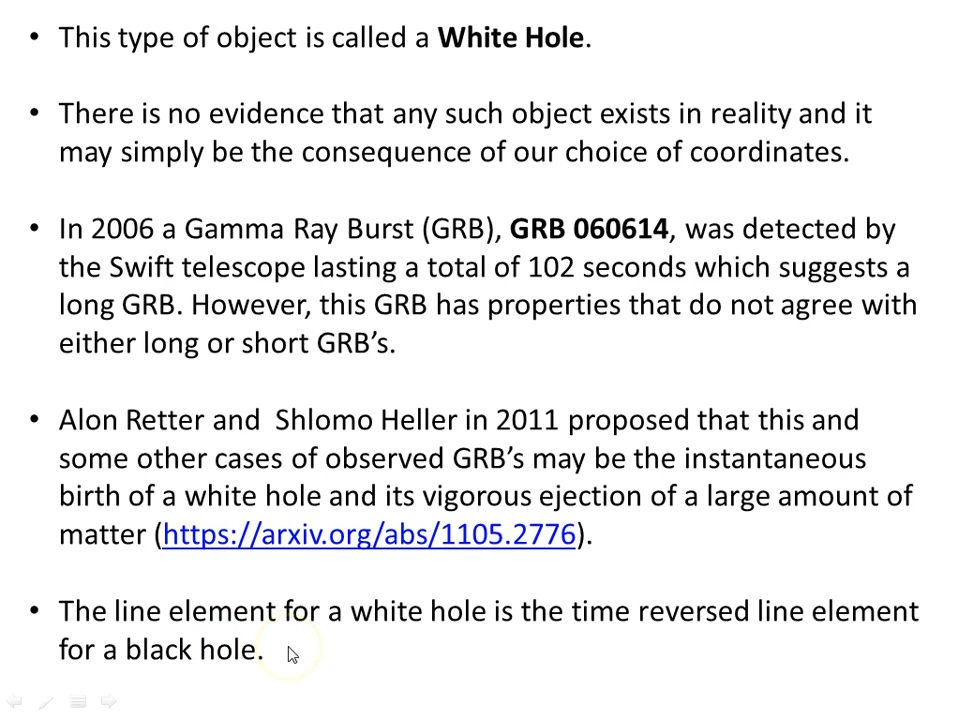 • This type of object is called a White Hole.
• There is no evidence that any such object exists in reality and it
may simply be the consequence of our choice of coordinates.
• In 2006 a Gamma Ray Burst (GRB), GRB 060614, was detected by
the Swift telescope lasting a total of 102 seconds which suggests a
long GRB. However, this GRB has properties that do not agree with
either long or short GRB’s.
• Alon Retter and  Shlomo Heller in 2011 proposed that this and
some other cases of observed GRB’s may be the instantaneous
birth of a white hole and its vigorous ejection of a large amount of
matter (https://arxiv.org/abs/1105.2776).
• The line element for a white hole is the time reversed line element
for a black hole.